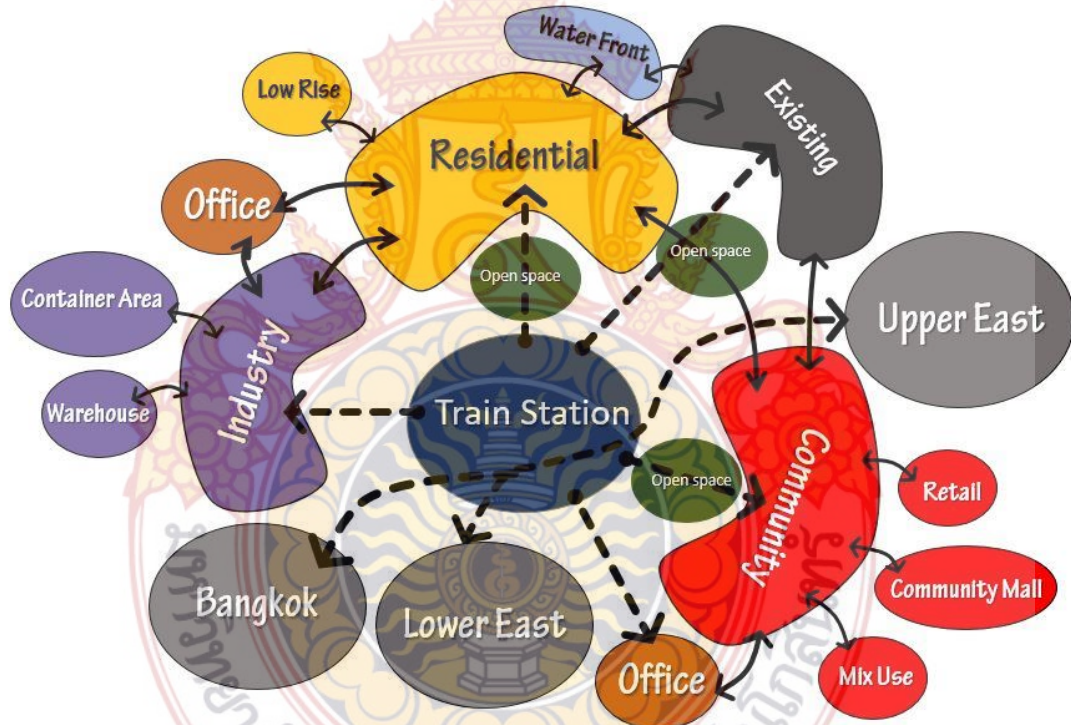 Water Front
Low Rise
Existing
Residential
Office
Open space
Open space
Container Area
Upper East
Industry
Train Station
Warehouse
Community
Open space
Retail
Bangkok
Community Mall
Lower East
Office
Mix Use